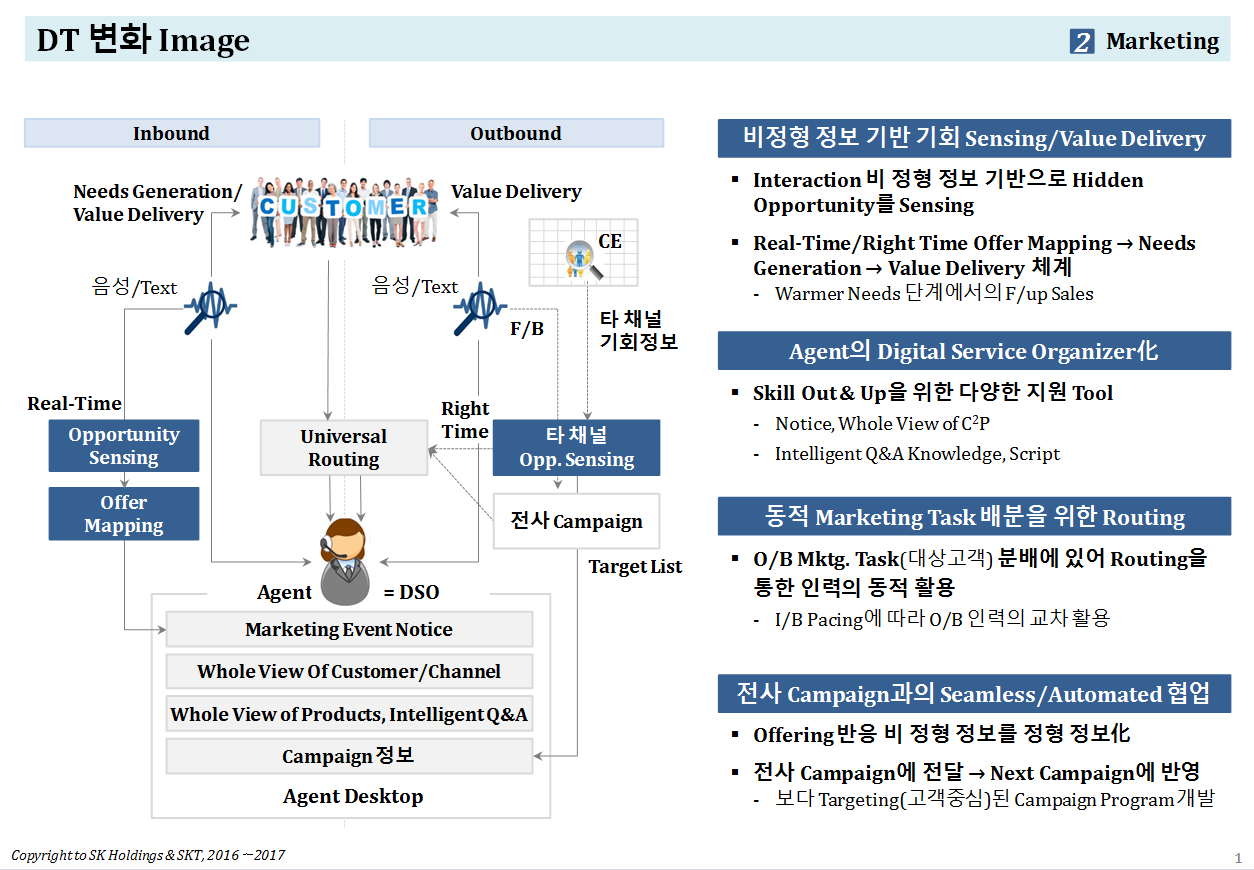 DT 변화 Image
2 Marketing
Inbound
Outbound
Needs Generation/
Value Delivery
CUSTOMER
Value Delivery
CE
음성/Text
음성/Text
F/B
타 채널
기회정보
Real-Time
Right
Time
Opportunity
Sensing
Universal
Routing
타 채널
Opp. Sensing
Offer
Mapping
전사 Campaign
Target List
Agent
= DSO
Marketing Event Notice
Whole View Of Customer/Channel
Whole View of Products, Intelligent Q&A
Campaign 정보
Agent Desktop
비정형 정보 기반 기회 Sensing/Value Delivery
▪ Interaction 비 정형 정보 기반으로 Hidden
Opportunity를 Sensing
▪ Real-Time/Right Time Offer Mapping → Needs
Generation → Value Delivery 체계
- Warmer Needs 단계에서의 F/up Sales
Agent의 Digital Service Organizer化
▪ Skill Out & Up을 위한 다양한 지원 Tool
- Notice, Whole View of C²P
- Intelligent Q&A Knowledge, Script
동적 Marketing Task 배분을 위한 Routing
▪ O/B Mktg. Task(대상고객) 분배에 있어 Routing을
통한 인력의 동적 활용
- I/B Pacing에 따라 O/B 인력의 교차 활용
전사 Campaign과의 Seamless/Automated 협업
▪ Offering 반응 비 정형 정보를 정형 정보化
▪ 전사 Campaign에 전달 → Next Campaign에 반영
- 보다 Targeting(고객중심)된 Campaign Program 개발
Copyright to SK Holdings & SKT, 2016 ~2017
1